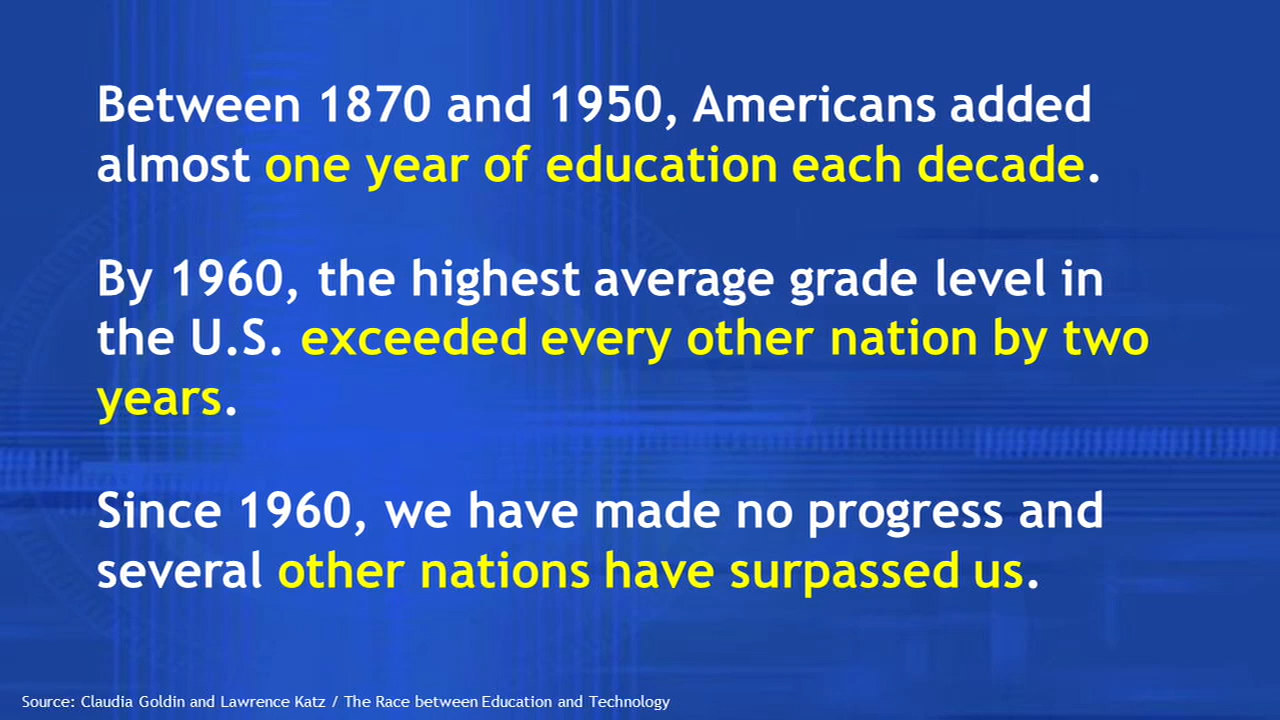 Between 1870 and 1950, Americans added
almost one year of education each decade.
By 1960, the highest average grade level in
the U.S. exceeded every other nation by two
years.
Since 1960, we have made no progress and
several other nations have surpassed us.
Source: Claudia Goldin and Lawrence Katz / The Race between Education and Technology